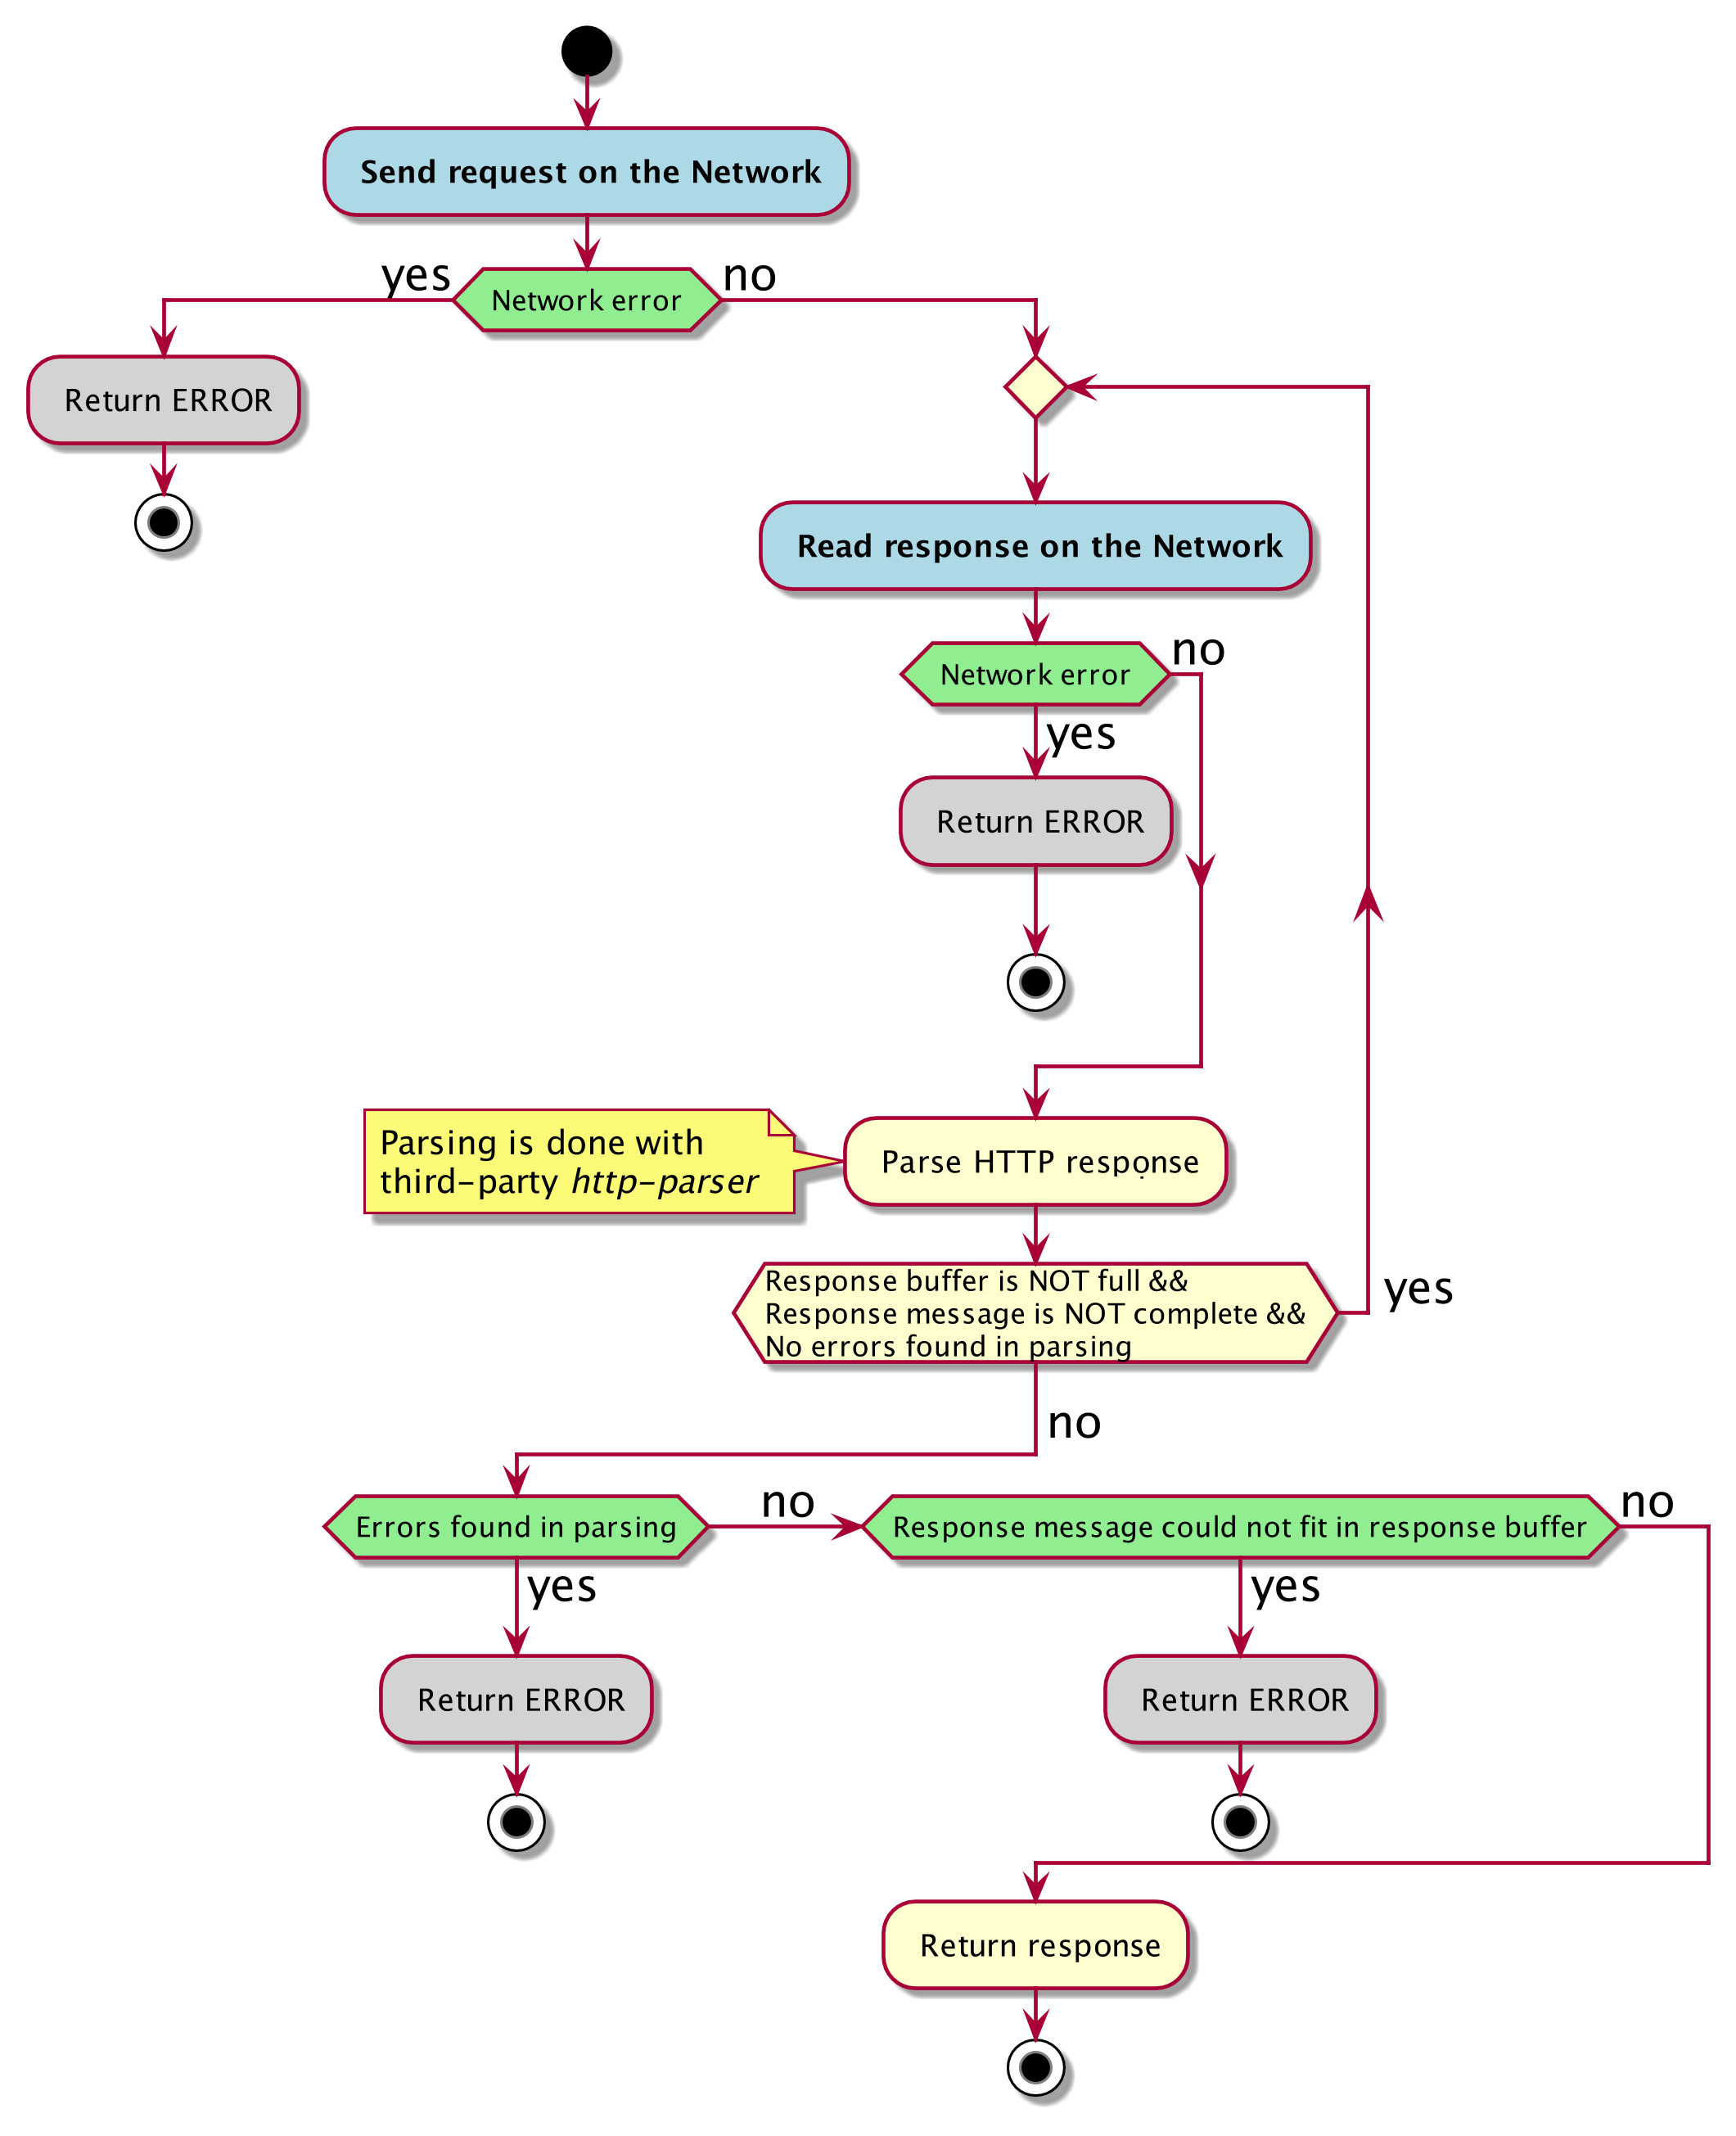 Send request on the Network
yes
Network error
no
Return ERROR
Read response on the Network
Network error
no
yes
Return ERROR
Parsing is done with
third-party http-parser
Parse HTTP response
Response buffer is NOT full &&
Response message is NOT complete &&
No errors found in parsing
yes
no
Errors found in parsing
no
Response message could not fit in response buffer
no
yes
yes
Return ERROR
Return ERROR
Return response